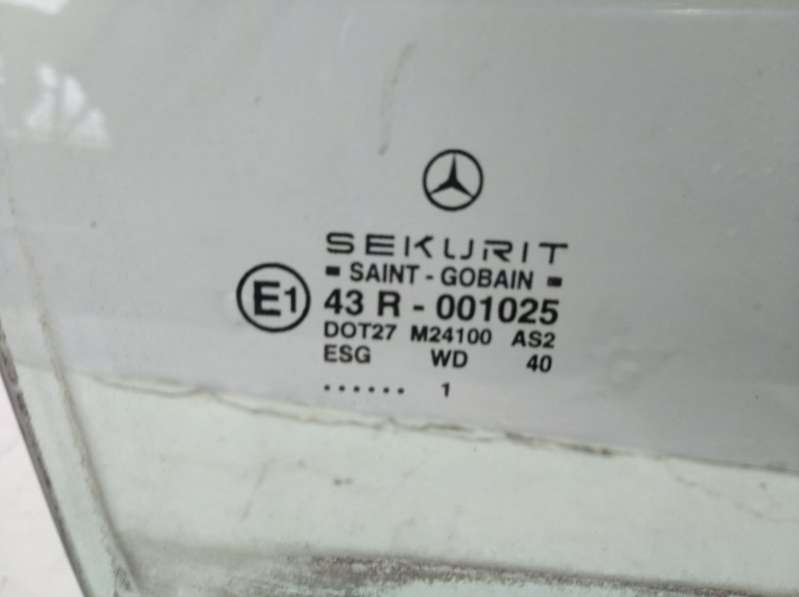 SEKURIT
SAINT - GOBAIN
E1 43 R - 001025
DOT27 M24100 AS2
ESG WD 40
...... 1